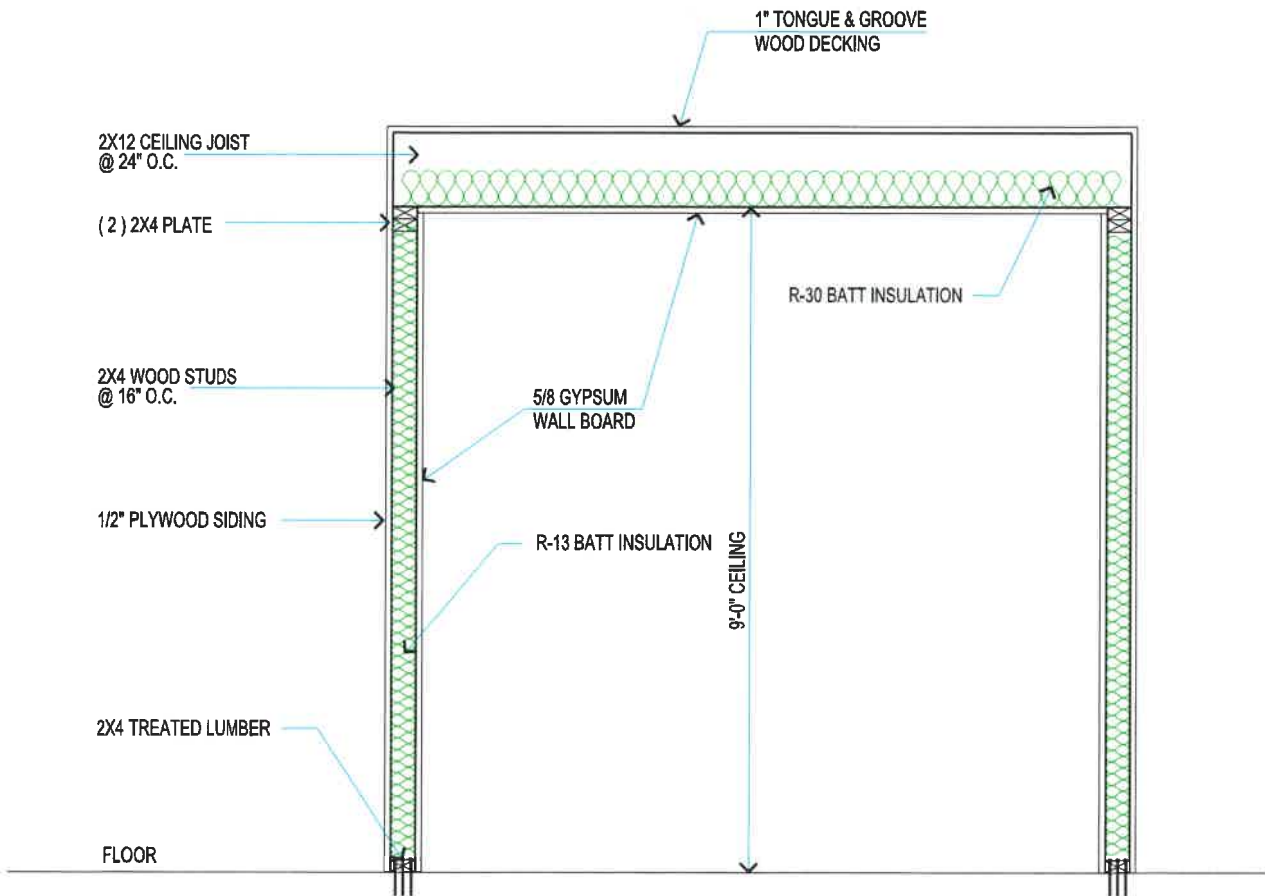 1" TONGUE & GROOVE
WOOD DECKING
2X12 CEILING JOIST
@ 24" O.C.
( 2 ) 2X4 PLATE
R-30 BATT INSULATION
2X4 WOOD STUDS
@ 16" O.C.
5/8 GYPSUM
WALL BOARD
1/2" PLYWOOD SIDING
R-13 BATT INSULATION
9'-0" CEILING
2X4 TREATED LUMBER
FLOOR